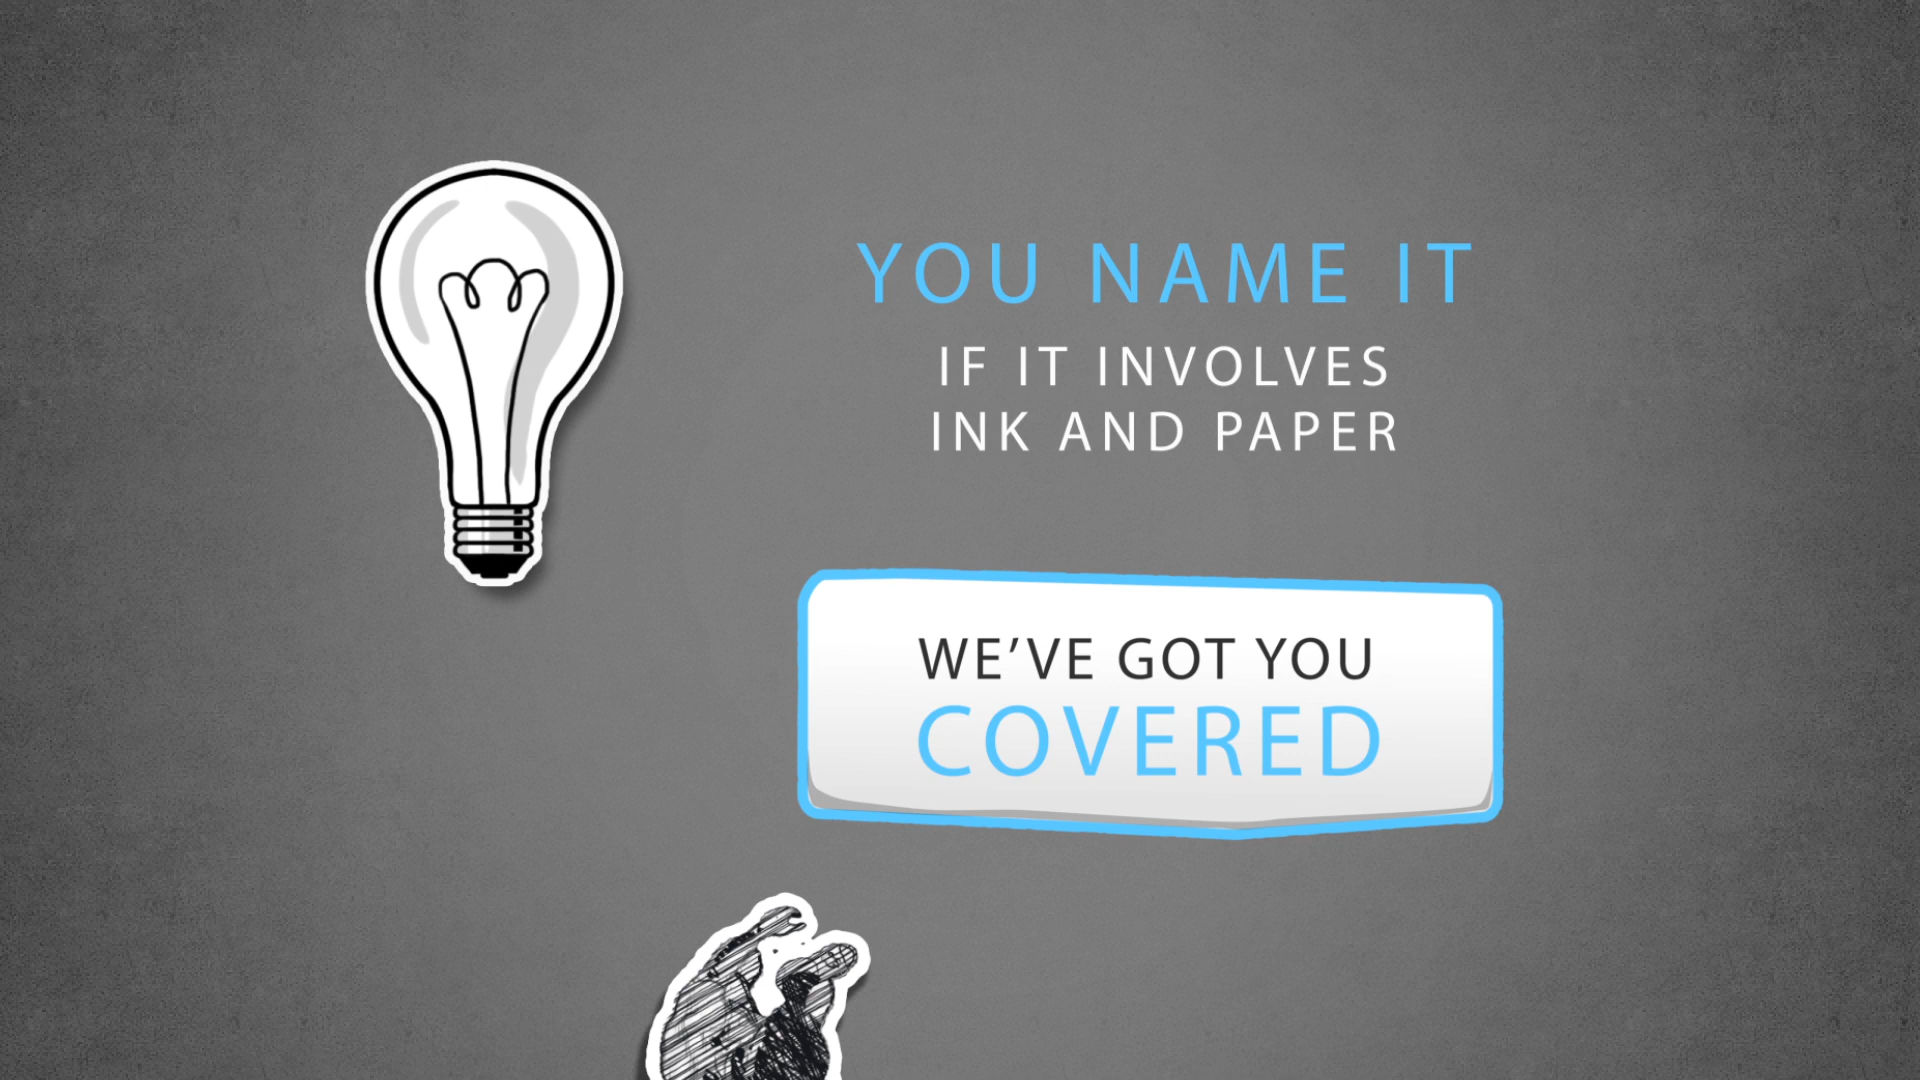 YOU NAME IT
IF IT INVOLVES
INK AND PAPER
WE’VE GOT YOU
COVERED